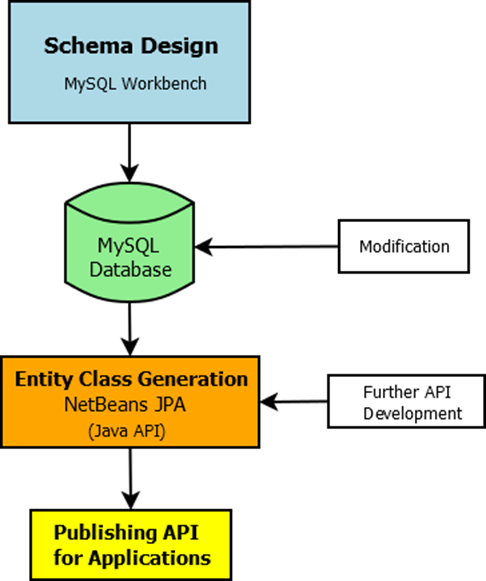 Schema Design
MySQL Workbench
MySQL
Database
Modification
Entity Class Generation
NetBeans JPA
(Java API)
Further API
Development
Publishing API
for Applications